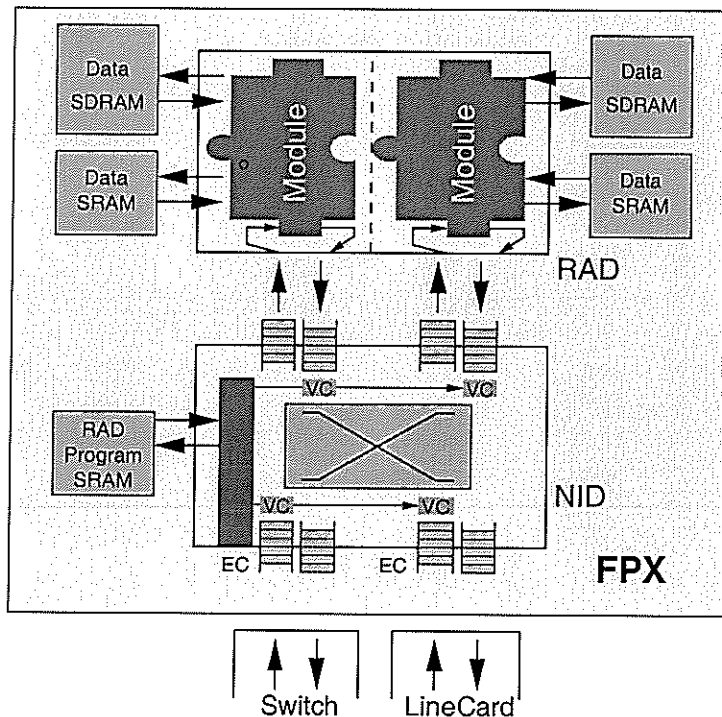 Data
SDRAM
Module
Module
Data
SDRAM
Data
SRAM
Data
SRAM
RAD
VC
VC
RAD
Program
SRAM
NID
VC
VC
EC
EC
FPX
Switch
LineCard